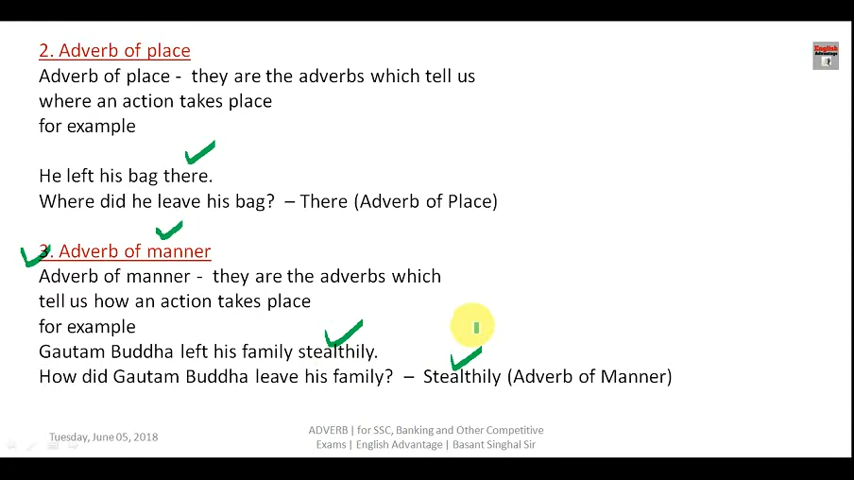 2. Adverb of place
English
Advantage
Adverb of place - they are the adverbs which tell us
where an action takes place
for example
He left his bag there.
Where did he leave his bag? – There (Adverb of Place)
3. Adverb of manner
Adverb of manner - they are the adverbs which
tell us how an action takes place
for example
Gautam Buddha left his family stealthily.
How did Gautam Buddha leave his family? – Stealthily (Adverb of Manner)
Tuesday, June 05, 2018
ADVERB | for SSC, Banking and Other Competitive
Exams | English Advantage | Basant Singhal Sir